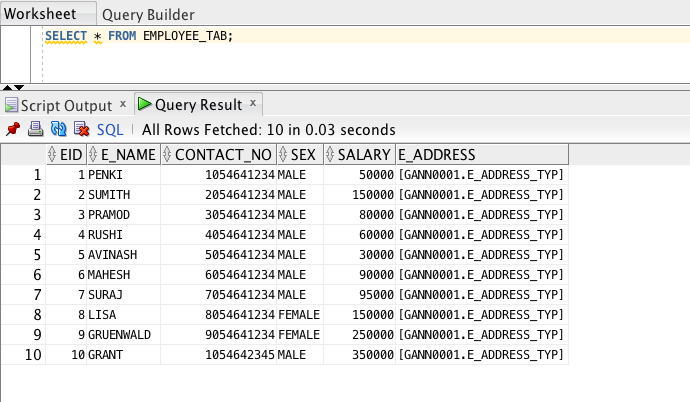 Worksheet Query Builder
SELECT * FROM EMPLOYEE_TAB;
Script Output x Query Result x
SQL | All Rows Fetched: 10 in 0.03 seconds
EID E_NAME CONTACT_NO SEX SALARY E_ADDRESS
1 1 PENKI 1054641234 MALE 50000 [GANN0001.E_ADDRESS_TYP]
2 2 SUMITH 2054641234 MALE 150000 [GANN0001.E_ADDRESS_TYP]
3 3 PRAMOD 3054641234 MALE 80000 [GANN0001.E_ADDRESS_TYP]
4 4 RUSHI 4054641234 MALE 60000 [GANN0001.E_ADDRESS_TYP]
5 5 AVINASH 5054641234 MALE 30000 [GANN0001.E_ADDRESS_TYP]
6 6 MAHESH 6054641234 MALE 90000 [GANN0001.E_ADDRESS_TYP]
7 7 SURAJ 7054641234 MALE 95000 [GANN0001.E_ADDRESS_TYP]
8 8 LISA 8054641234 FEMALE 150000 [GANN0001.E_ADDRESS_TYP]
9 9 GRUENWALD 9054641234 FEMALE 250000 [GANN0001.E_ADDRESS_TYP]
10 10 GRANT 1054642345 MALE 350000 [GANN0001.E_ADDRESS_TYP]